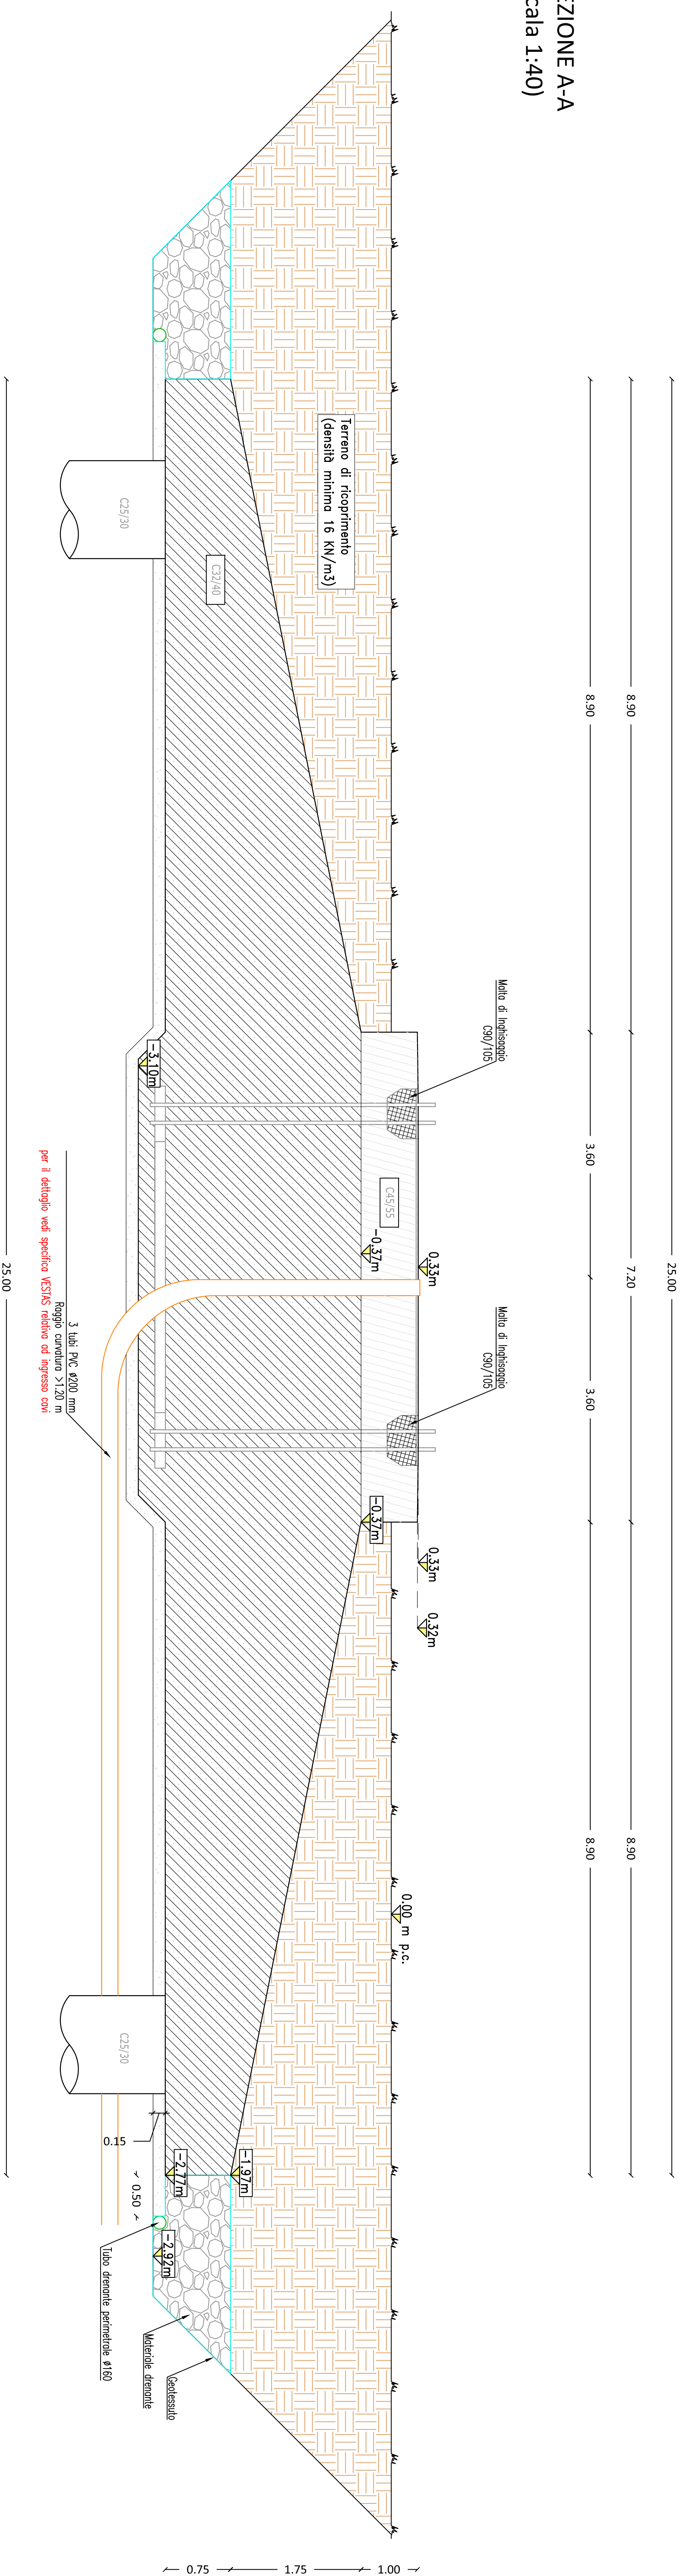 EZIONE A-A
cala 1:40)
25.00
8.90
7.20
8.90
8.90
3.60
3.60
8.90
Malta di Inghisaggio
C90/105
Malta di Inghisaggio
C90/105
0.33m
0.33m
0.32m
0.00 m p.c.
Terreno di ricoprimento
(densità minima 16 KN/m3)
C45/55
-0.37m
-0.37m
C32/40
-1.97m
-2.77m
-3.10m
-2.92m
C25/30
C25/30
0.15
0.50
Geotessuto
Materiale drenante
Tubo drenante perimetrale ø160
3 tubi PVC ø200 mm
Raggio curvatura >1.20 m
per il dettaglio vedi specifica VESTAS relativa ad ingresso cavi
25.00
1.00
1.75
0.75